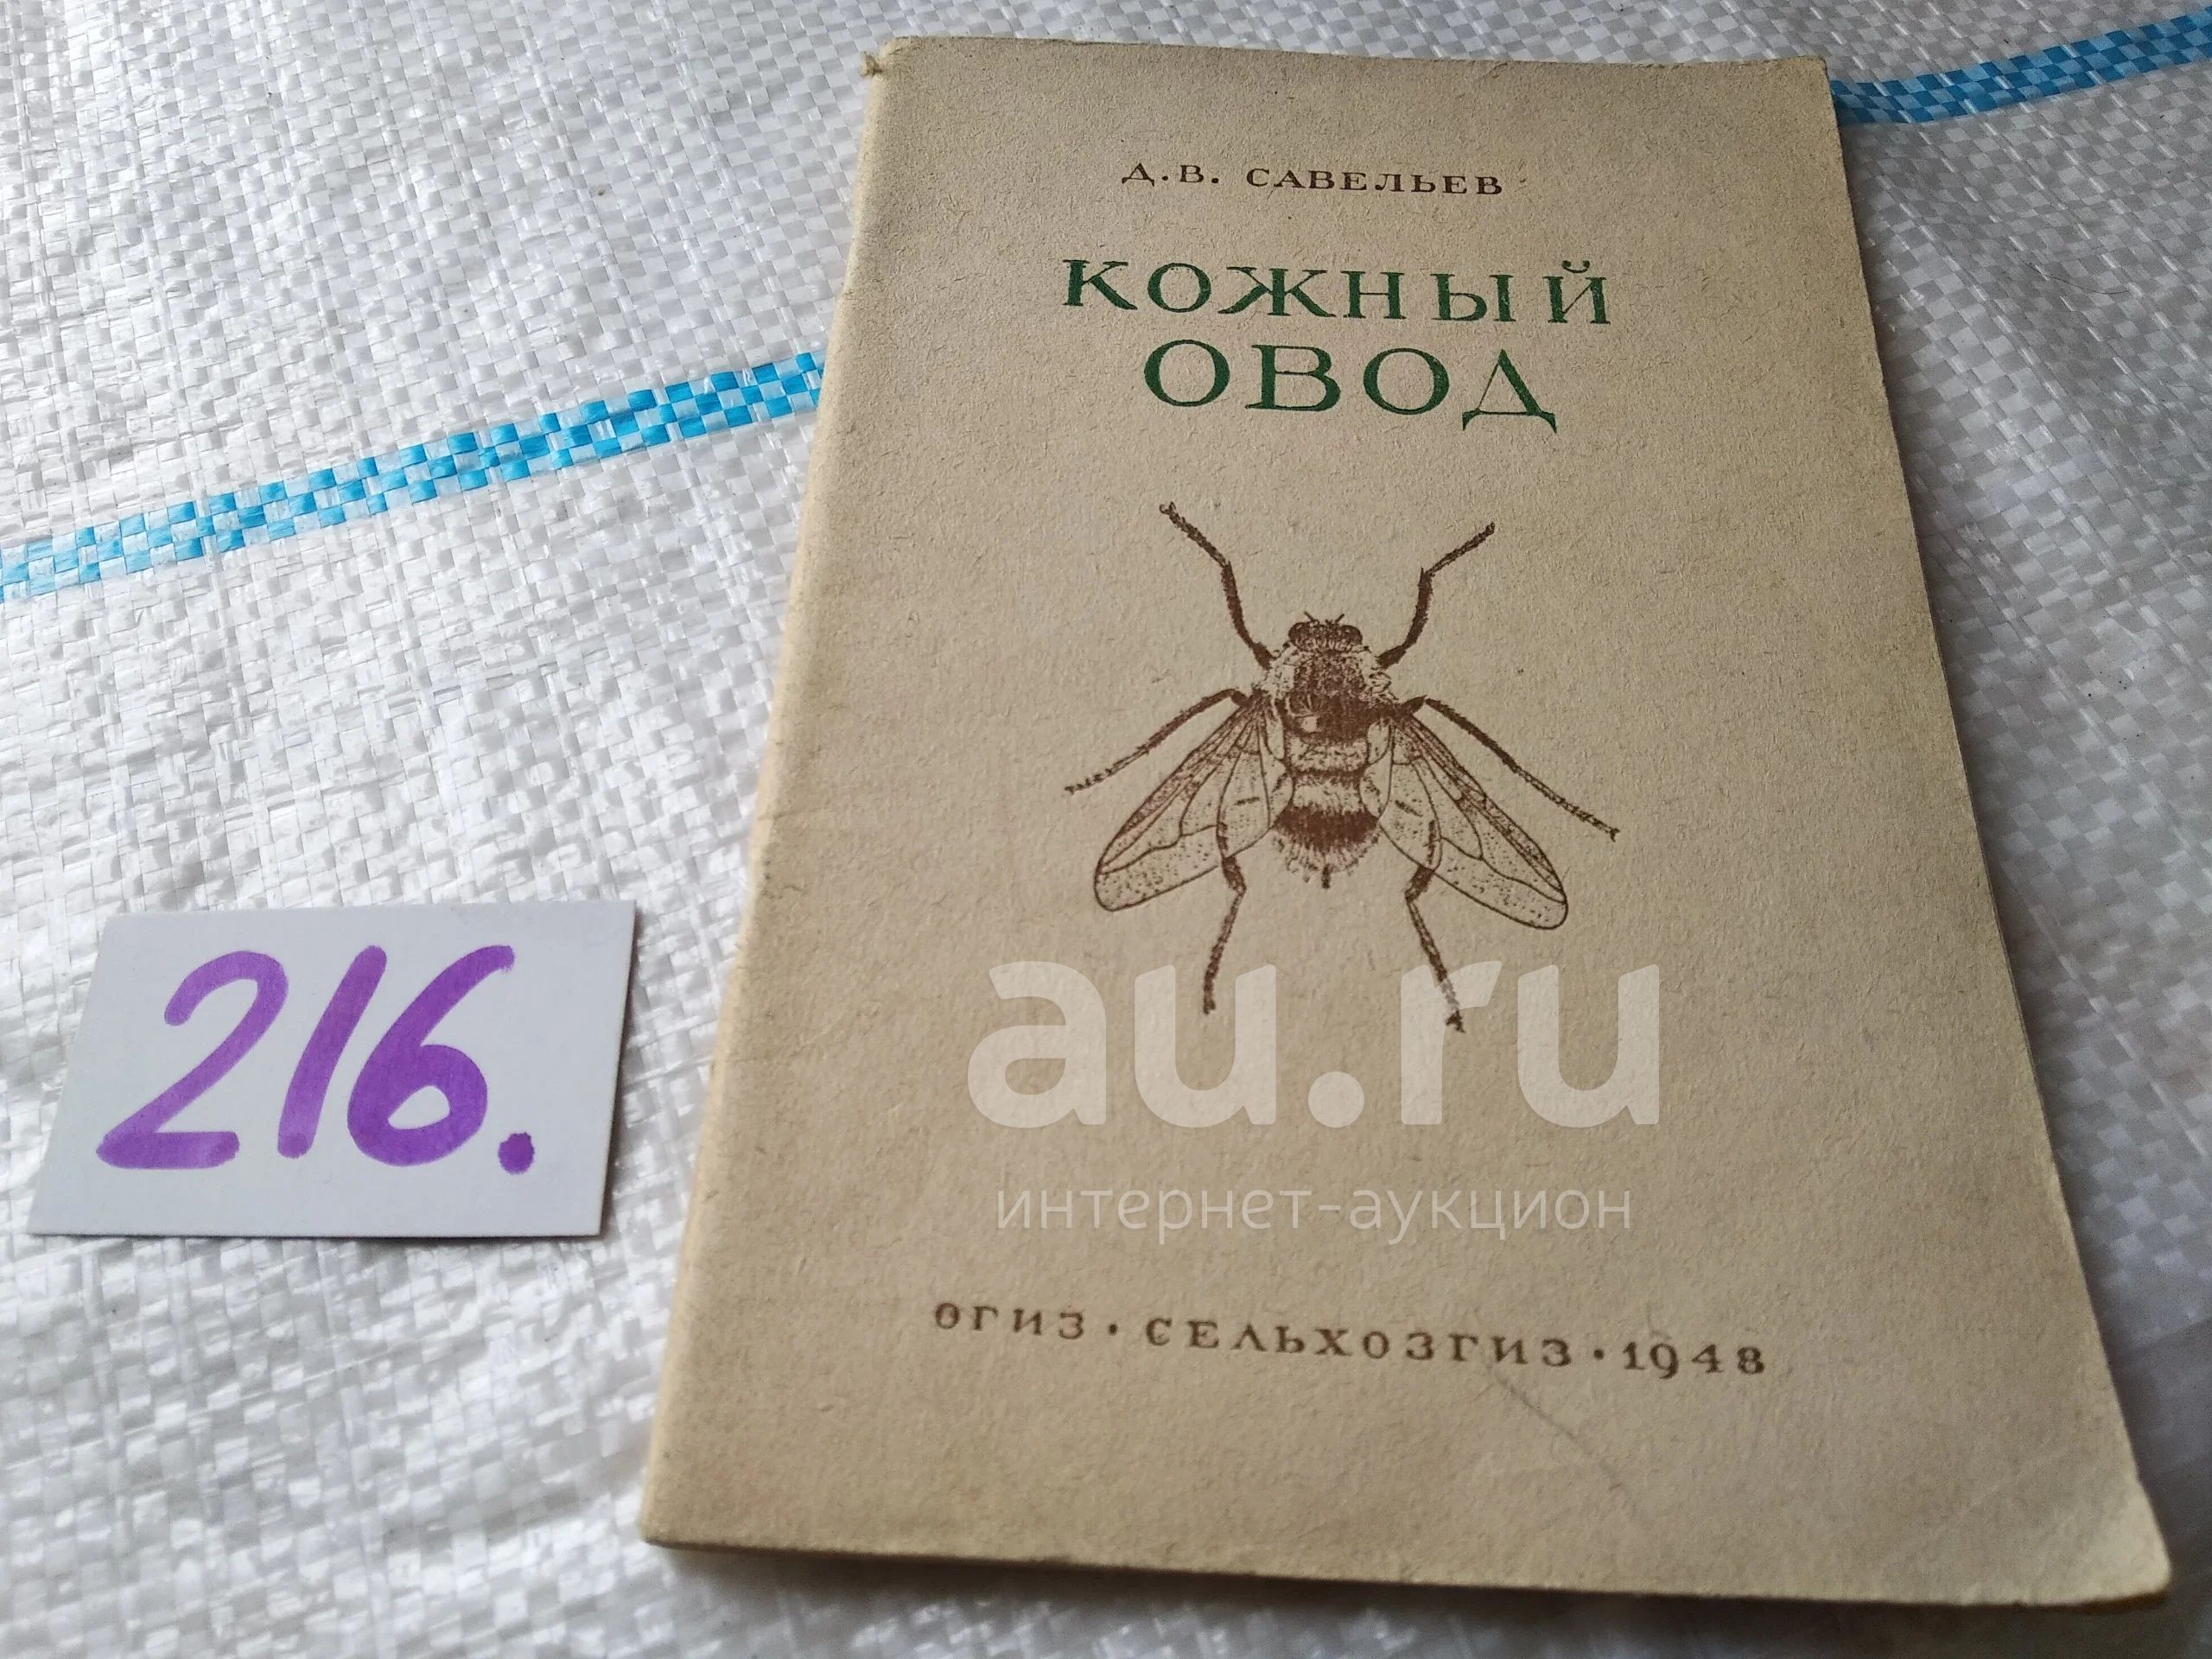 Д.В. САВЕЛЬЕВ
КОЖНЫЙ
ОВОД
216.
au.ru
интернет-аукцион
ОГИЗ · СЕЛЬХОЗГИЗ · 1948